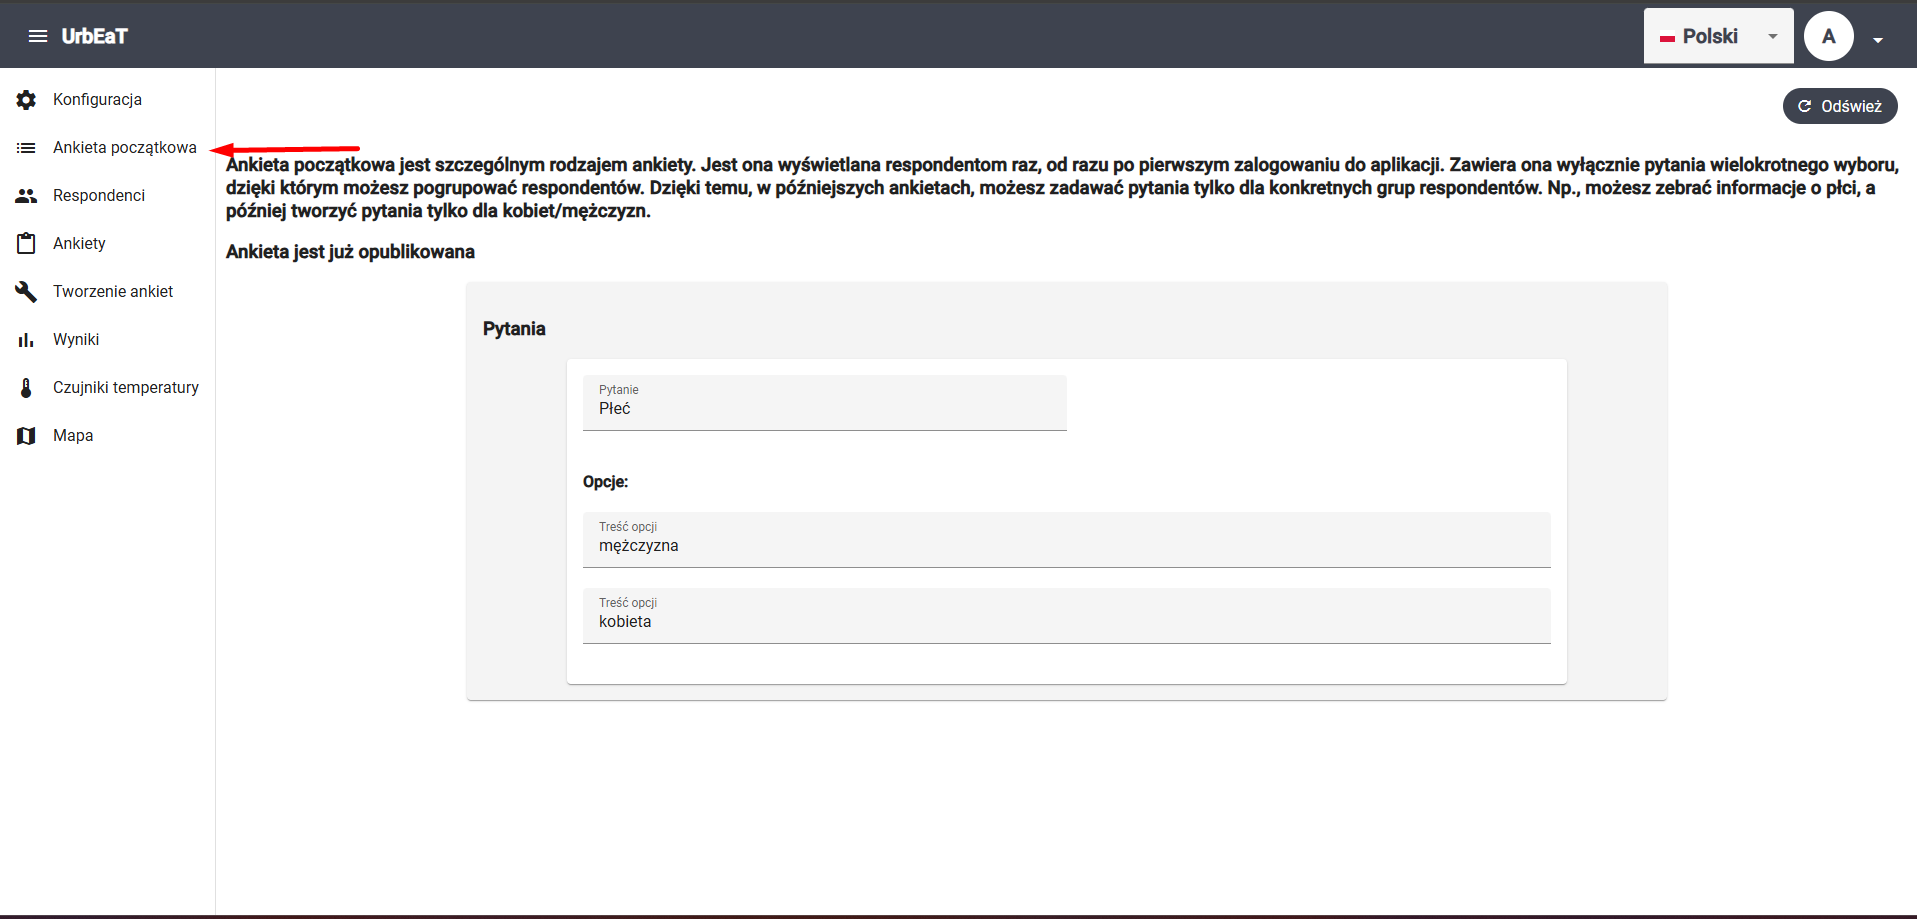 UrbEaT
Polski
A
Konfiguracja
Ankieta początkowa
Respondenci
Ankiety
Tworzenie ankiet
Wyniki
Czujniki temperatury
Mapa
Odśwież
Ankieta początkowa jest szczególnym rodzajem ankiety. Jest ona wyświetlana respondentom raz, od razu po pierwszym zalogowaniu do aplikacji. Zawiera ona wyłącznie pytania wielokrotnego wyboru,
dzięki którym możesz pogrupować respondentów. Dzięki temu, w późniejszych ankietach, możesz zadawać pytania tylko dla konkretnych grup respondentów. Np., możesz zebrać informacje o płci, a
później tworzyć pytania tylko dla kobiet/mężczyzn.
Ankieta jest już opublikowana
Pytania
Pytanie
Płeć
Opcje:
Treść opcji
mężczyzna
Treść opcji
kobieta